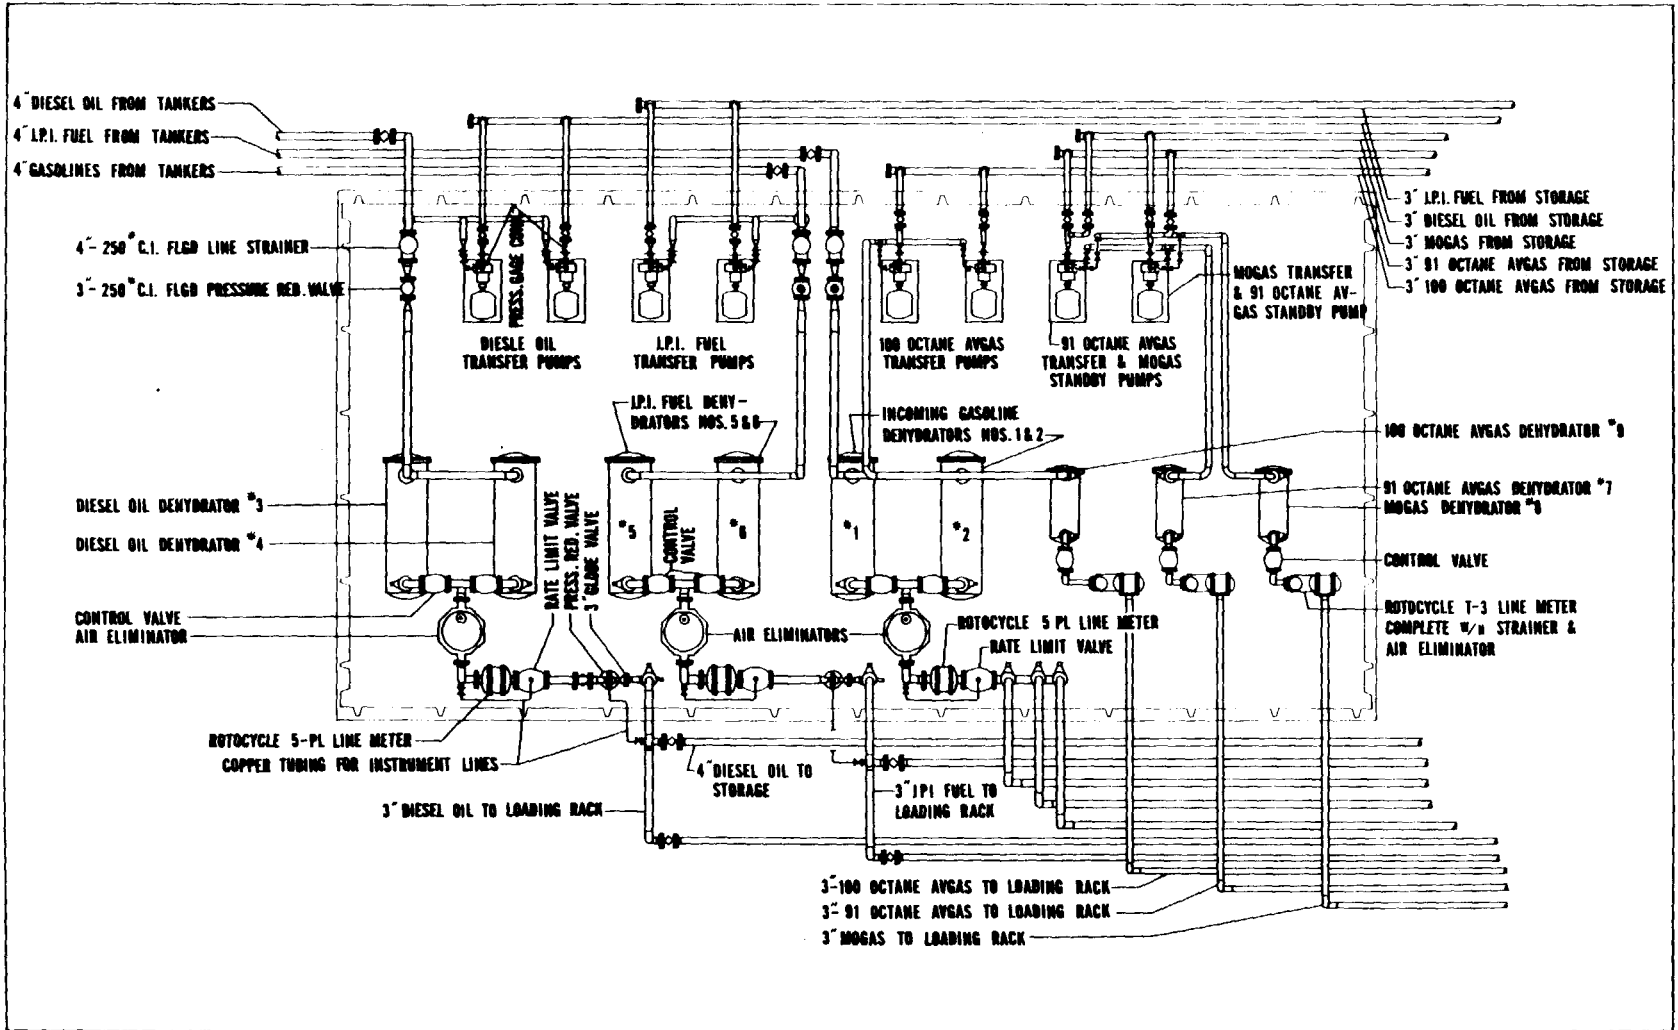 4" DIESEL OIL FROM TANKERS
4" J.P.I. FUEL FROM TANKERS
4" GASOLINES FROM TANKERS
4"- 250# C.I. FLGD LINE STRAINER
3"- 250# C.I. FLGD PRESSURE RED. VALVE
PRESS. GAGE CONN.
3" J.P.I. FUEL FROM STORAGE
3" DIESEL OIL FROM STORAGE
3" MOGAS FROM STORAGE
3" 91 OCTANE AVGAS FROM STORAGE
3" 100 OCTANE AVGAS FROM STORAGE
MOGAS TRANSFER
& 91 OCTANE AV-
GAS STANDBY PUMP
DIESLE OIL
TRANSFER PUMPS
J.P.I. FUEL
TRANSFER PUMPS
100 OCTANE AVGAS
TRANSFER PUMPS
91 OCTANE AVGAS
TRANSFER & MOGAS
STANDBY PUMPS
J.P.I. FUEL DEHY-
DRATORS NOS. 5 & 6
INCOMING GASOLINE
DEHYDRATORS NOS. 1 & 2
100 OCTANE AVGAS DEHYDRATOR
91 OCTANE AVGAS DEHYDRATOR #7
MOGAS DEHYDRATOR
DIESEL OIL DEHYDRATOR #3
DIESEL OIL DEHYDRATOR #4
#5
#6
#1
#2
RATE LIMIT VALVE
PRESS. RED. VALVE
3" GLOBE VALVE
CONTROL
VALVE
CONTROL VALVE
CONTROL VALVE
AIR ELIMINATOR
AIR ELIMINATORS
ROTOCYCLE 5 PL LINE METER
RATE LIMIT VALVE
ROTOCYCLE T-3 LINE METER
COMPLETE W/ STRAINER &
AIR ELIMINATOR
ROTOCYCLE 5-PL LINE METER
COPPER TUBING FOR INSTRUMENT LINES
4" DIESEL OIL TO
STORAGE
3" DIESEL OIL TO LOADING RACK
3" JPI FUEL TO
LOADING RACK
3"-100 OCTANE AVGAS TO LOADING RACK
3"- 91 OCTANE AVGAS TO LOADING RACK
3" MOGAS TO LOADING RACK